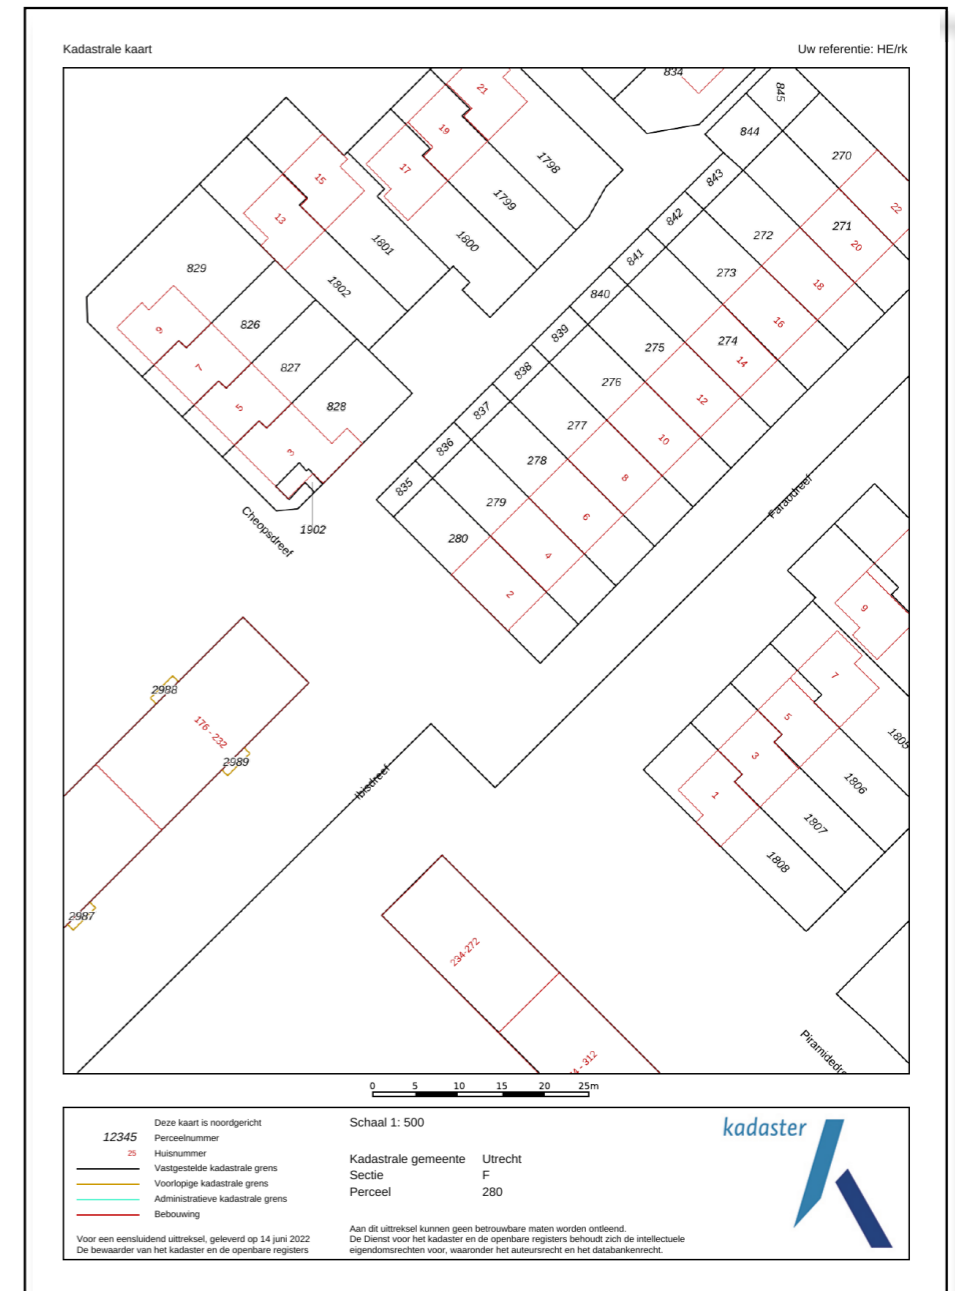 Kadastrale kaart
Uw referentie: HE/rk
834
845
21
844
19
270
1798
17
843
15
22
1799
842
271
13
272
20
1801
1800
841
829
273
18
1802
840
826
839
16
274
275
14
827
838
276
12
828
837
277
10
836
278
8
835
279
6
280
4
2
9
7
5
3
1902
Cheopsdreef
Faraodreef
9
7
5
3
1
1805
1806
1807
1808
2988
176 - 232
2989
Ibisdreef
2987
234-272
- 312
0 5 10 15 20 25m
Deze kaart is noordgericht
12345 Perceelnummer
25 Huisnummer
Vastgestelde kadastrale grens
Voorlopige kadastrale grens
Administratieve kadastrale grens
Bebouwing
Voor een eensluidend uittreksel, geleverd op 14 juni 2022
De bewaarder van het kadaster en de openbare registers
Schaal 1: 500
Kadastrale gemeente Utrecht
Sectie F
Perceel 280
Aan dit uittreksel kunnen geen betrouwbare maten worden ontleend.
De Dienst voor het kadaster en de openbare registers behoudt zich de intellectuele
eigendomsrechten voor, waaronder het auteursrecht en het databankenrecht.
kadaster